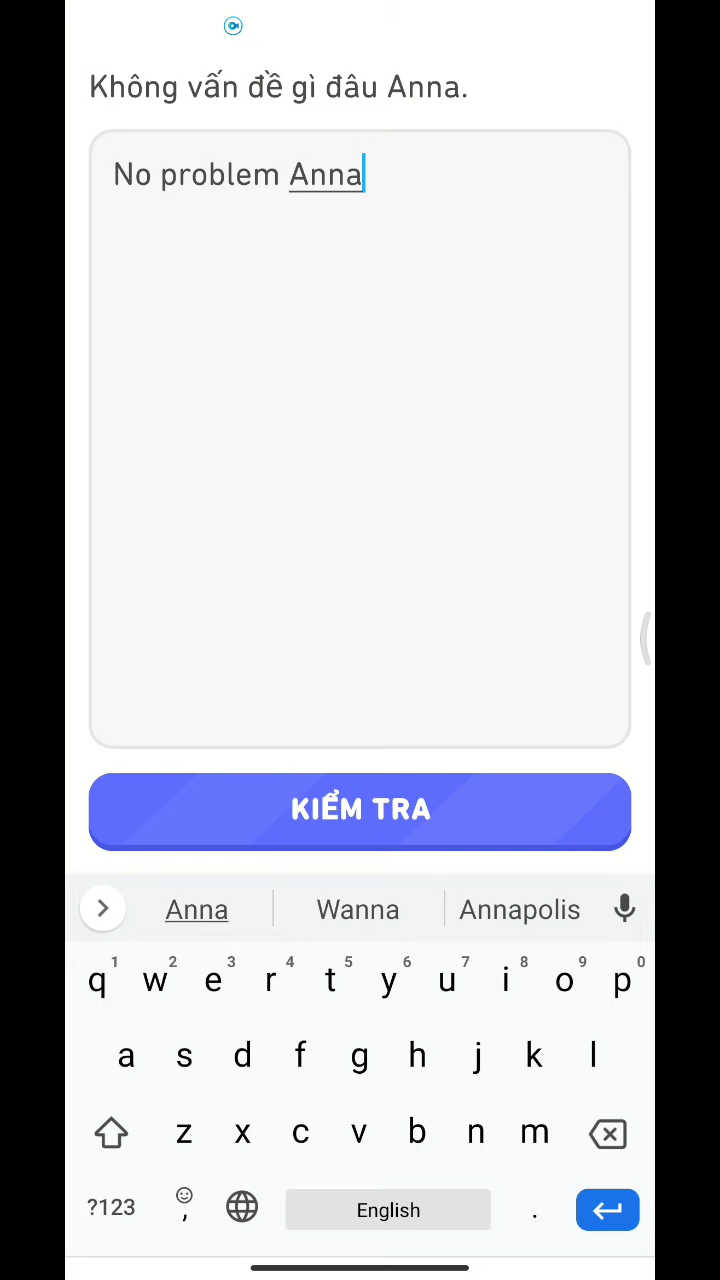 Không vấn đề gì đâu Anna.
No problem Anna
KIỂM TRA
Anna Wanna Annapolis
1 2 3 4 5 6 7 8 9 0
q w e r t y u i o p
a s d f g h j k l
z x c v b n m
?123 , English .